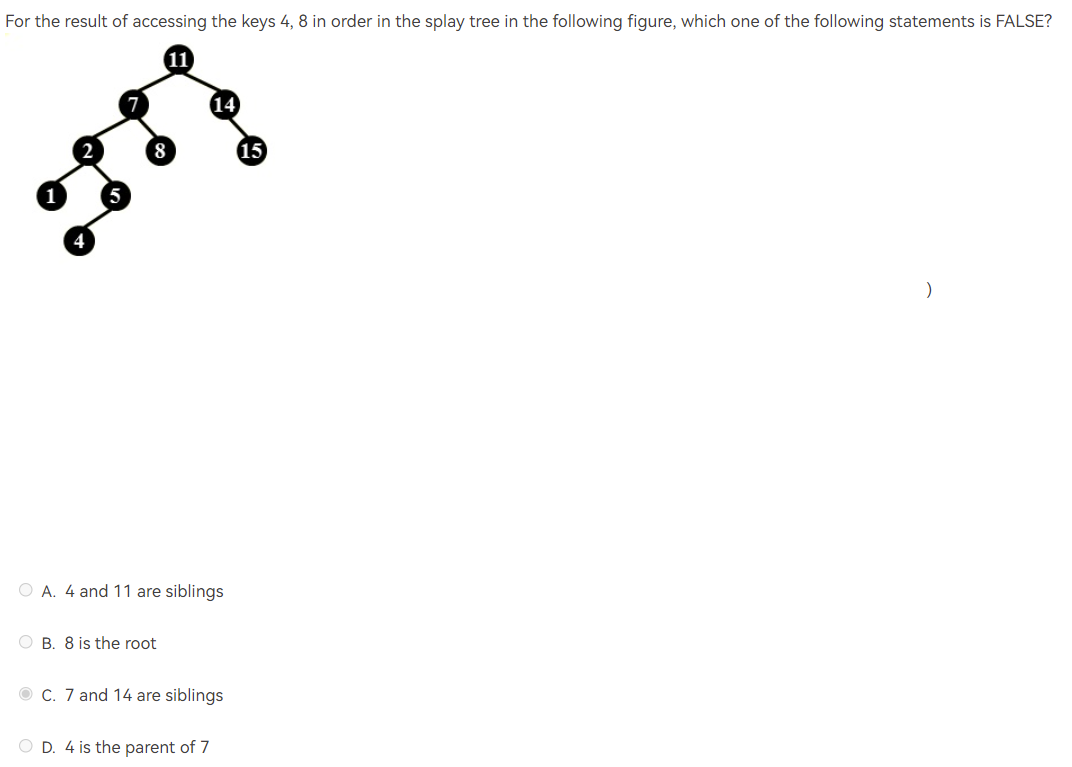 For the result of accessing the keys 4, 8 in order in the splay tree in the following figure, which one of the following statements is FALSE?
11
7 14
2 8 15
1 5
4
)
A. 4 and 11 are siblings
B. 8 is the root
C. 7 and 14 are siblings
D. 4 is the parent of 7